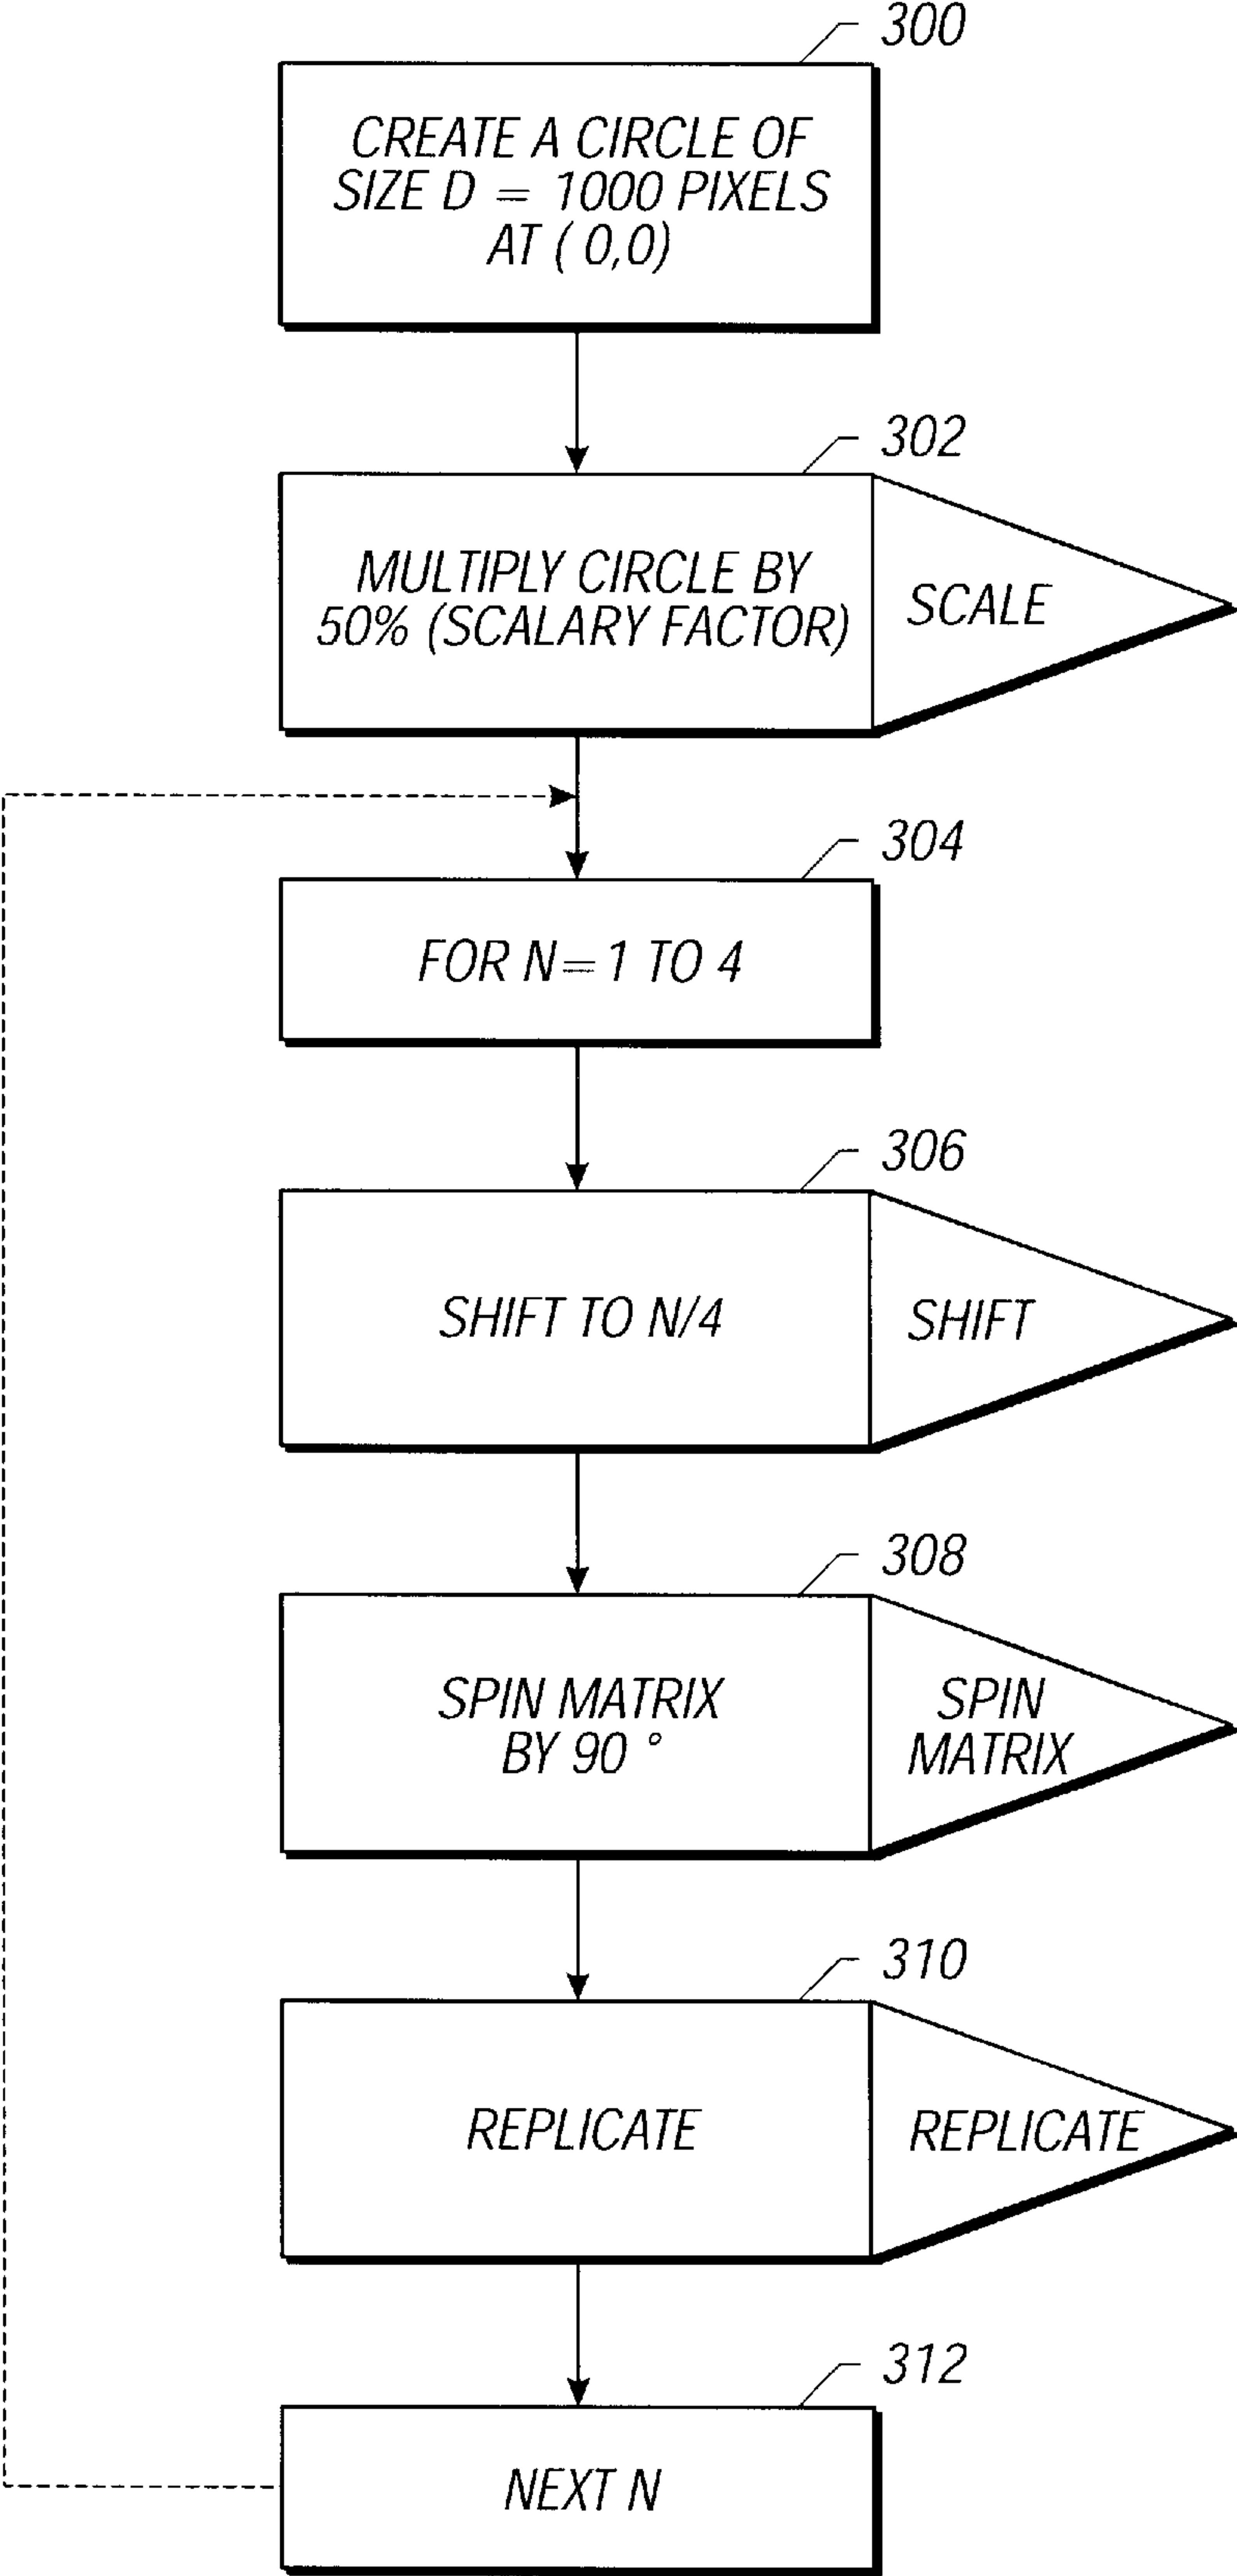 300
CREATE A CIRCLE OF
SIZE D = 1000 PIXELS
AT ( 0,0)
302
MULTIPLY CIRCLE BY
50% (SCALARY FACTOR)
SCALE
304
FOR N=1 TO 4
306
SHIFT TO N/4
SHIFT
308
SPIN MATRIX
BY 90 °
SPIN
MATRIX
310
REPLICATE
REPLICATE
312
NEXT N